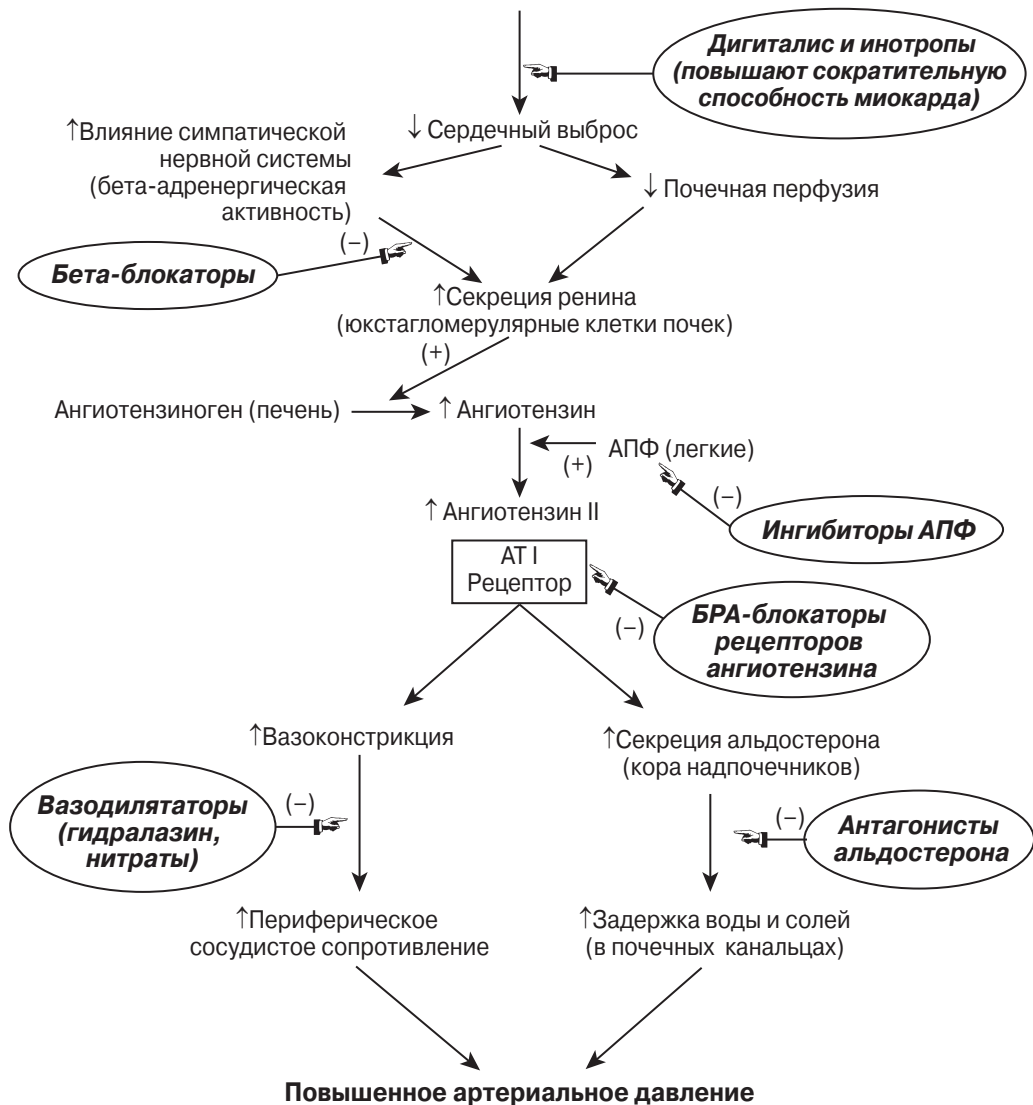 Дигиталис и инотропы
(повышают сократительную
способность миокарда)
↓ Сердечный выброс
↑Влияние симпатической
нервной системы
(бета-адренергическая
активность)
↓ Почечная перфузия
(–)
Бета-блокаторы
↑Секреция ренина
(юкстагломерулярные клетки почек)
(+)
Ангиотензиноген (печень)
↑ Ангиотензин
АПФ (легкие)
(+)
(–)
Ингибиторы АПФ
↑ Ангиотензин II
АТ I
Рецептор
(–)
БРА-блокаторы
рецепторов
ангиотензина
↑Вазоконстрикция
↑Секреция альдостерона
(кора надпочечников)
Вазодилятаторы
(гидралазин,
нитраты)
(–)
(–)
Антагонисты
альдостерона
↑Периферическое
сосудистое сопротивление
↑Задержка воды и солей
(в почечных канальцах)
Повышенное артериальное давление